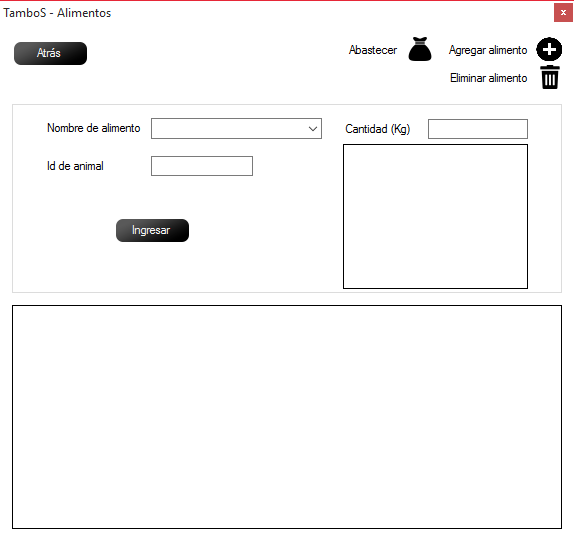 TamboS - Alimentos
x
Atrás
Abastecer
Agregar alimento
Eliminar alimento
Nombre de alimento
Cantidad (Kg)
Id de animal
Ingresar